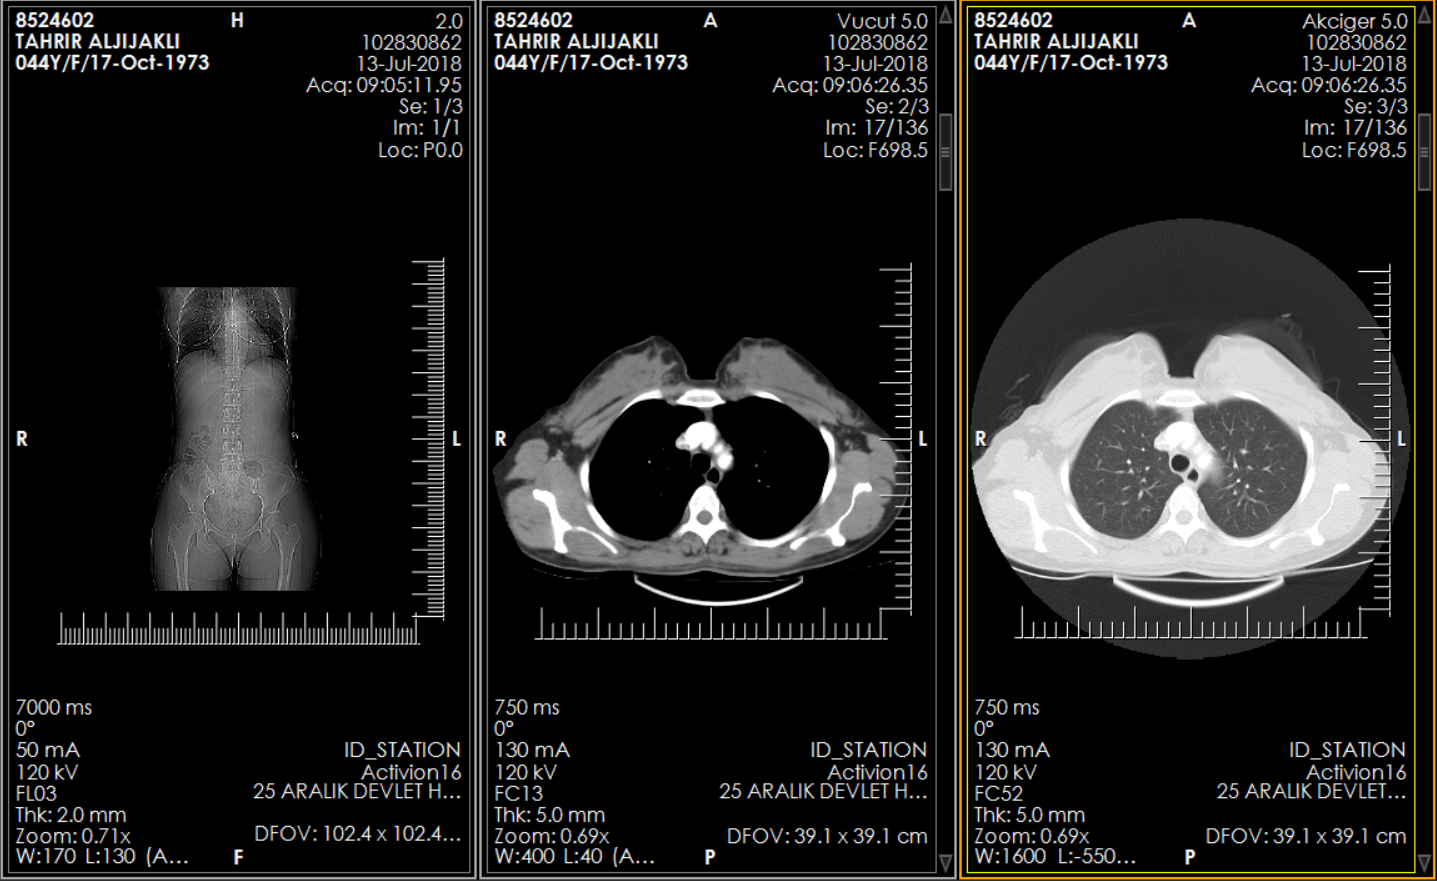 8524602 H 2.0
TAHRIR ALJIJAKLI 102830862
044Y/F/17-Oct-1973 13-Jul-2018
Acq: 09:05:11.95
Se: 1/3
Im: 1/1
Loc: P0.0
R L
7000 ms
0°
50 mA ID_STATION
120 kV Activion16
FL03 25 ARALIK DEVLET H...
Thk: 2.0 mm
Zoom: 0.71x DFOV: 102.4 x 102.4...
W:170 L:130 (A... F
8524602 A Vucut 5.0
TAHRIR ALJIJAKLI 102830862
044Y/F/17-Oct-1973 13-Jul-2018
Acq: 09:06:26.35
Se: 2/3
Im: 17/136
Loc: F698.5
R L
750 ms
0°
130 mA ID_STATION
120 kV Activion16
FC13 25 ARALIK DEVLET H...
Thk: 5.0 mm
Zoom: 0.69x DFOV: 39.1 x 39.1 cm
W:400 L:40 (A... P
8524602 A Akciger 5.0
TAHRIR ALJIJAKLI 102830862
044Y/F/17-Oct-1973 13-Jul-2018
Acq: 09:06:26.35
Se: 3/3
Im: 17/136
Loc: F698.5
R L
750 ms
0°
130 mA ID_STATION
120 kV Activion16
FC52 25 ARALIK DEVLET...
Thk: 5.0 mm
Zoom: 0.69x DFOV: 39.1 x 39.1 cm
W:1600 L:-550... P